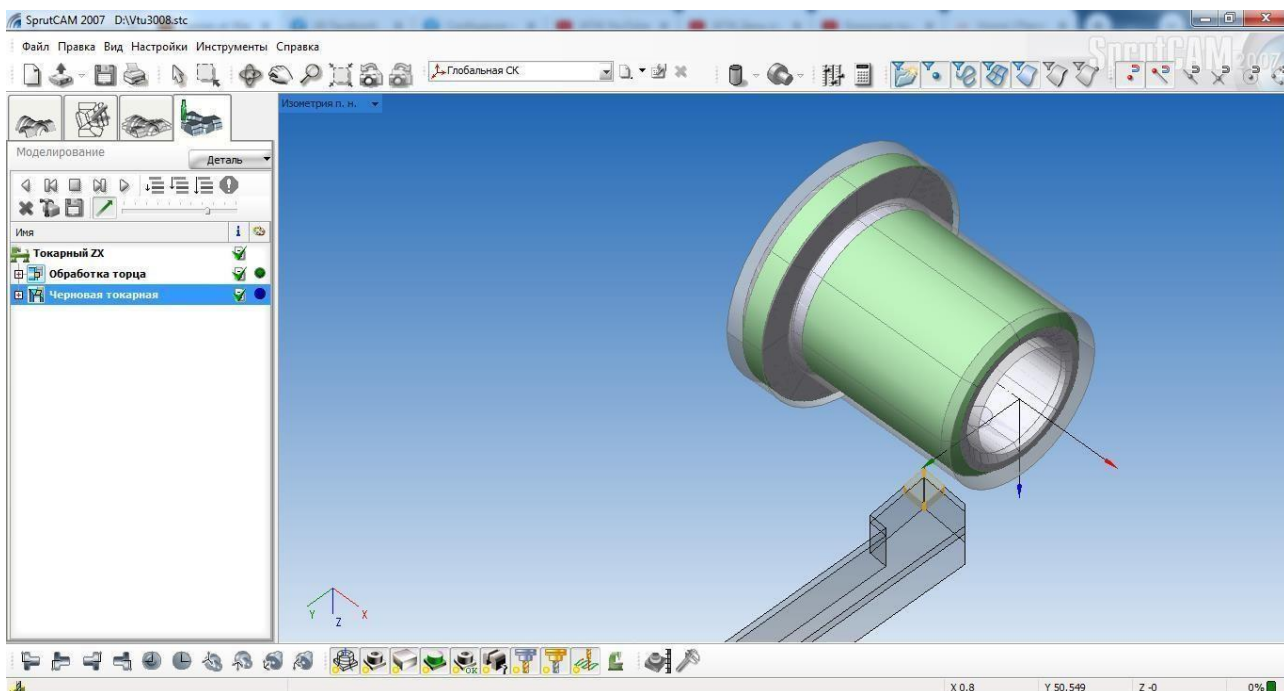 SprutCAM 2007 D:\Vtu3008.stc
Файл Правка Вид Настройки Инструменты Справка
SprutCAM 2007
Глобальная СК
Изометрия п. н.
Моделирование
Деталь
Имя
Токарный ZX
Обработка торца
Черновая токарная
Y
Z
X
OK
X 0.8 Y 50.549 Z -0 0%